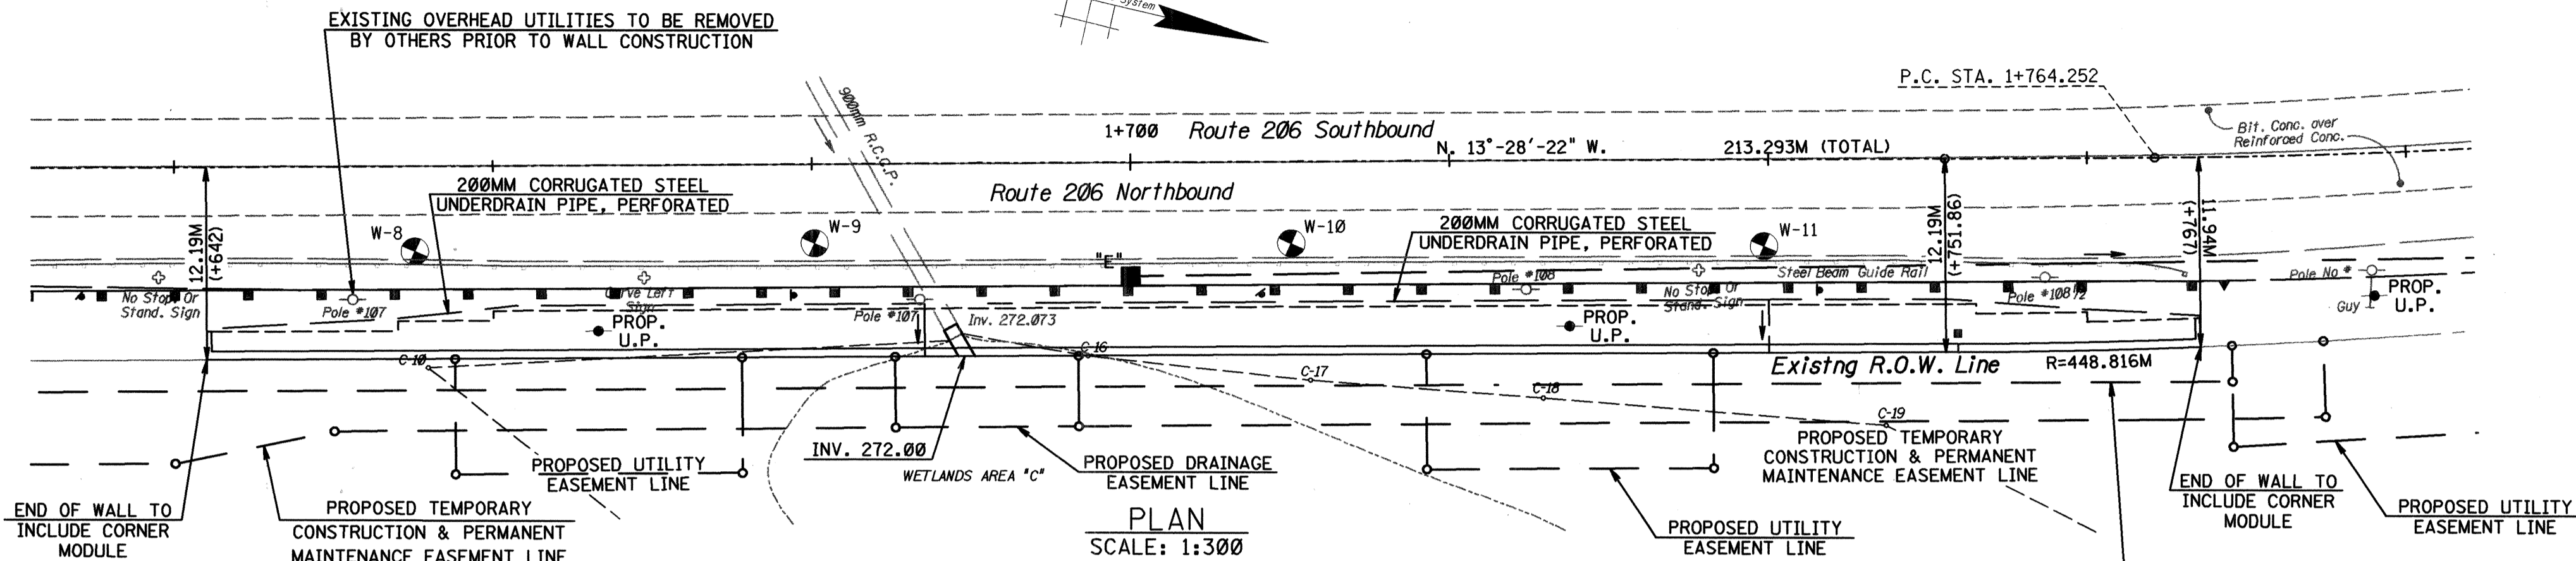 System
EXISTING OVERHEAD UTILITIES TO BE REMOVED
BY OTHERS PRIOR TO WALL CONSTRUCTION
P.C. STA. 1+764.252
900mm R.C.C.P.
1+700 Route 206 Southbound
N. 13°-28'-22" W. 213.293M (TOTAL)
Bit. Conc. over
Reinforced Conc.
Route 206 Northbound
200MM CORRUGATED STEEL
UNDERDRAIN PIPE, PERFORATED
12.19M
(+642)
W-8
W-9
W-10
W-11
200MM CORRUGATED STEEL
UNDERDRAIN PIPE, PERFORATED
12.19M
(+751.86)
11.94M
(+767)
"E"
No Stop Or
Stand. Sign
Pole #107
Curve Left
Sign
PROP.
U.P.
Pole #107
Inv. 272.073
Pole #108
PROP.
U.P.
No Stop Or
Stand. Sign
Steel Beam Guide Rail
Pole #108 1/2
Pole No #
Guy
PROP.
U.P.
C-10
C-16
C-17
C-18
C-19
Existng R.O.W. Line
R=448.816M
INV. 272.00
WETLANDS AREA "C"
PROPOSED UTILITY
EASEMENT LINE
PROPOSED DRAINAGE
EASEMENT LINE
PROPOSED TEMPORARY
CONSTRUCTION & PERMANENT
MAINTENANCE EASEMENT LINE
END OF WALL TO
INCLUDE CORNER
MODULE
PROPOSED TEMPORARY
CONSTRUCTION & PERMANENT
MAINTENANCE EASEMENT LINE
PLAN
SCALE: 1:300
PROPOSED UTILITY
EASEMENT LINE
END OF WALL TO
INCLUDE CORNER
MODULE
PROPOSED UTILITY
EASEMENT LINE